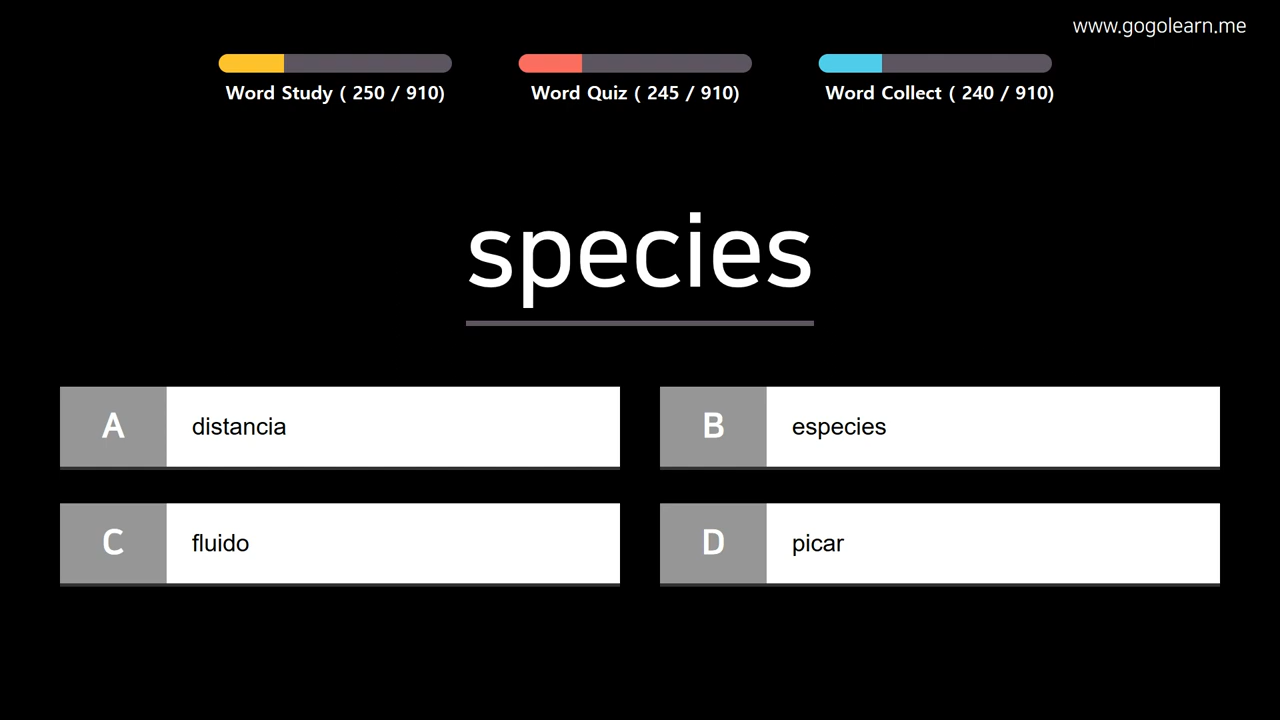 www.gogolearn.me
Word Study ( 250 / 910)
Word Quiz ( 245 / 910)
Word Collect ( 240 / 910)
species
A distancia
B especies
C fluido
D picar